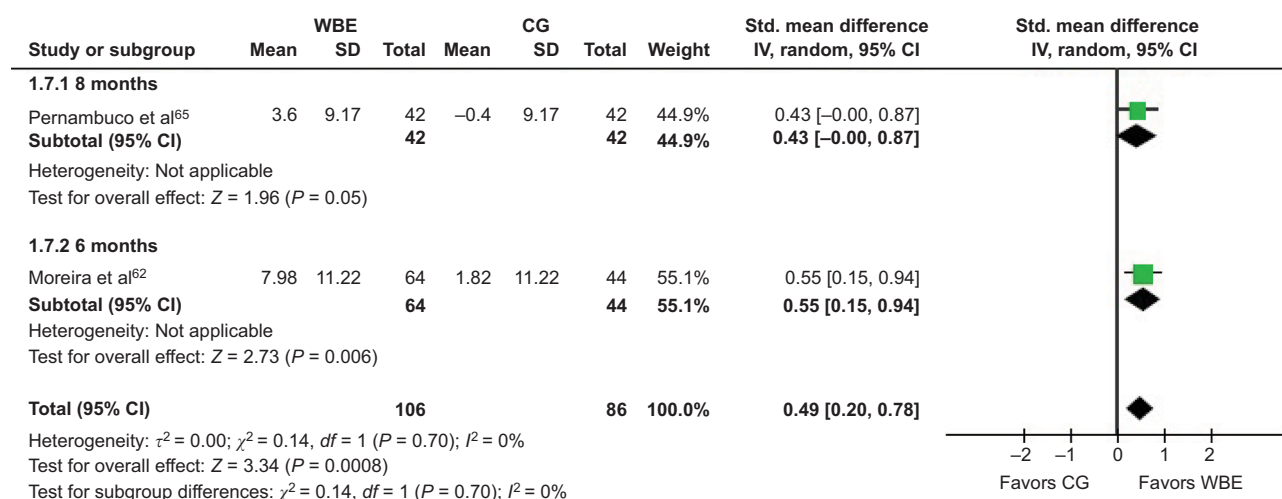 WBE CG Std. mean difference Std. mean difference
Study or subgroup Mean SD Total Mean SD Total Weight IV, random, 95% CI IV, random, 95% CI
1.7.1 8 months
Pernambuco et al⁶⁵ 3.6 9.17 42 –0.4 9.17 42 44.9% 0.43 [–0.00, 0.87]
Subtotal (95% CI) 42 42 44.9% 0.43 [–0.00, 0.87]
Heterogeneity: Not applicable
Test for overall effect: Z = 1.96 (P = 0.05)
1.7.2 6 months
Moreira et al⁶² 7.98 11.22 64 1.82 11.22 44 55.1% 0.55 [0.15, 0.94]
Subtotal (95% CI) 64 44 55.1% 0.55 [0.15, 0.94]
Heterogeneity: Not applicable
Test for overall effect: Z = 2.73 (P = 0.006)
Total (95% CI) 106 86 100.0% 0.49 [0.20, 0.78]
Heterogeneity: τ² = 0.00; χ² = 0.14, df = 1 (P = 0.70); I² = 0%
Test for overall effect: Z = 3.34 (P = 0.0008)
Test for subgroup differences: χ² = 0.14, df = 1 (P = 0.70); I² = 0%
–2 –1 0 1 2
Favors CG Favors WBE